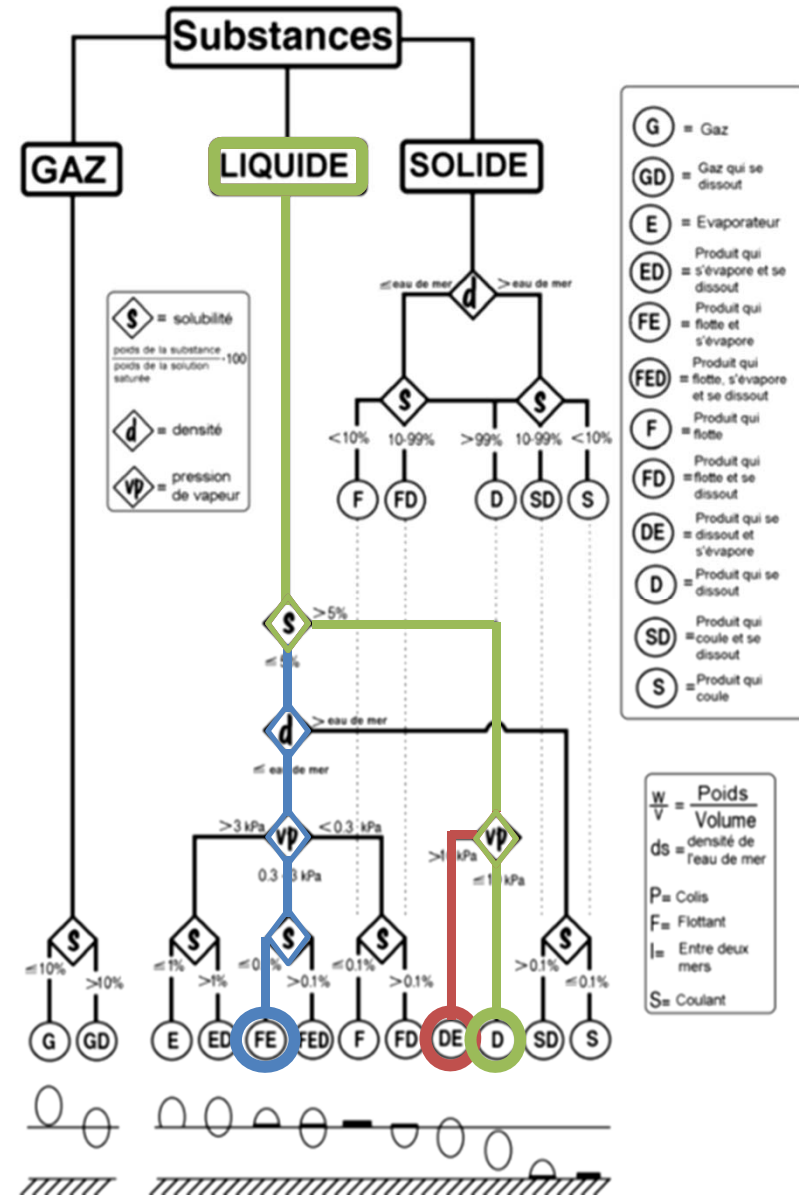 Substances
GAZ
LIQUIDE
SOLIDE
≤eau de mer
d
>eau de mer
S
S
<10%
10-99%
>99%
10-99%
<10%
F
FD
D
SD
S
S = solubilité
poids de la substance
poids de la solution
saturée
·100
d = densité
vp = pression
de vapeur
G = Gaz
GD = Gaz qui se
dissout
E = Evaporateur
ED = Produit qui
s'évapore et se
dissout
FE = Produit qui
flotte et
s'évapore
FED = Produit qui
flotte, s'évapore
et se dissout
F = Produit qui
flotte
FD = Produit qui
flotte et se
dissout
DE = Produit qui se
dissout et
s'évapore
D = Produit qui se
dissout
SD = Produit qui
coule et se
dissout
S = Produit qui
coule
S
>5%
d
>eau de mer
vp
>3 kPa
<0.3 kPa
vp
S
≤10%
>10%
S
≤1%
>1%
S
>0.1%
S
≤0.1%
>0.1%
S
>0.1%
≤0.1%
G
GD
E
ED
FE
FED
F
FD
DE
D
SD
S
W/V = Poids
Volume
ds = densité de
l'eau de mer
P= Colis
F= Flottant
I= Entre deux
mers
S= Coulant